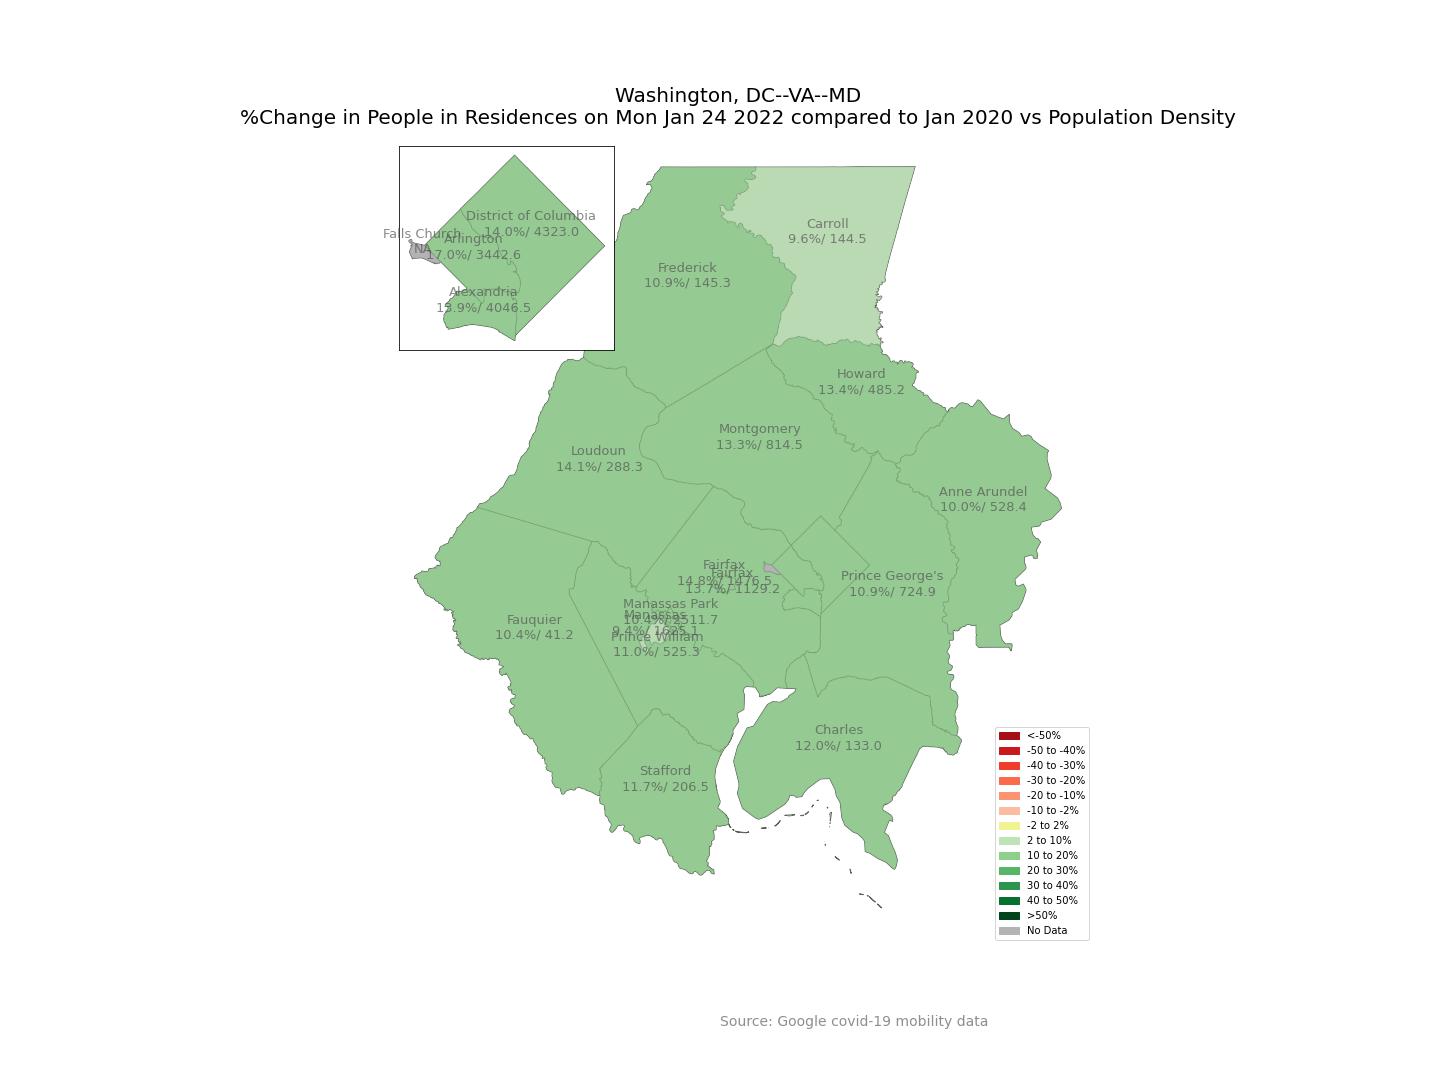 Washington, DC--VA--MD
%Change in People in Residences on Mon Jan 24 2022 compared to Jan 2020 vs Population Density
District of Columbia
14.0%/ 4323.0
Falls Church
NA
Arlington
17.0%/ 3442.6
Alexandria
13.9%/ 4046.5
Carroll
9.6%/ 144.5
Frederick
10.9%/ 145.3
Howard
13.4%/ 485.2
Montgomery
13.3%/ 814.5
Loudoun
14.1%/ 288.3
Anne Arundel
10.0%/ 528.4
Fairfax
14.8%/ 1476.5
Fairfax
13.7%/ 1129.2
Prince George's
10.9%/ 724.9
Manassas Park
10.4%/ 2511.7
Manassas
9.4%/ 1625.1
Prince William
11.0%/ 525.3
Fauquier
10.4%/ 41.2
Charles
12.0%/ 133.0
Stafford
11.7%/ 206.5
<-50%
-50 to -40%
-40 to -30%
-30 to -20%
-20 to -10%
-10 to -2%
-2 to 2%
2 to 10%
10 to 20%
20 to 30%
30 to 40%
40 to 50%
>50%
No Data
Source: Google covid-19 mobility data